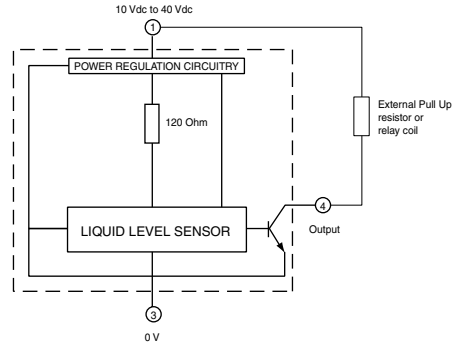 10 Vdc to 40 Vdc
1
POWER REGULATION CIRCUITRY
120 Ohm
External Pull Up
resistor or
relay coil
4
LIQUID LEVEL SENSOR
Output
3
0 V